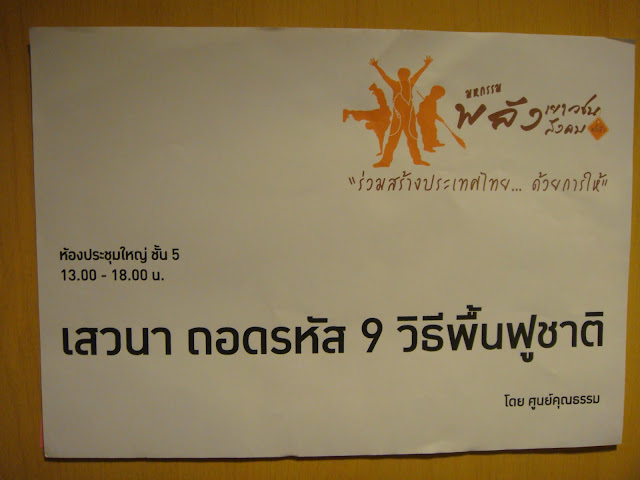 มหกรรม
พลัง เยาวชน
สังคม
"ร่วมสร้างประเทศไทย... ด้วยการให้"
ห้องประชุมใหญ่ ชั้น 5
13.00 - 18.00 น.
เสวนา ถอดรหัส 9 วิธีพื้นฟูชาติ
โดย ศูนย์คุณธรรม